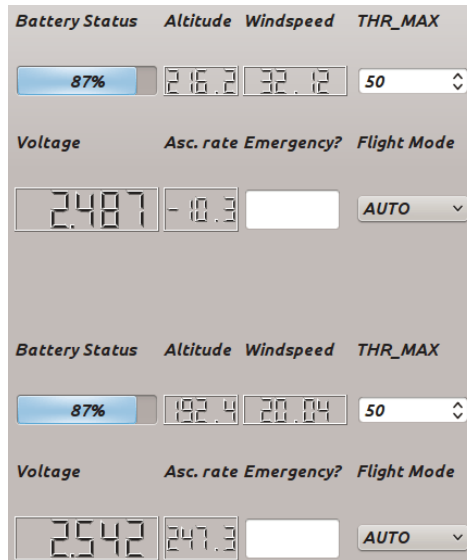 Battery Status Altitude Windspeed THR_MAX
87% 216.2 32.12 50
Voltage Asc. rate Emergency? Flight Mode
2.487 -10.3 AUTO
Battery Status Altitude Windspeed THR_MAX
87% 192.4 20.04 50
Voltage Asc. rate Emergency? Flight Mode
2.542 247.3 AUTO